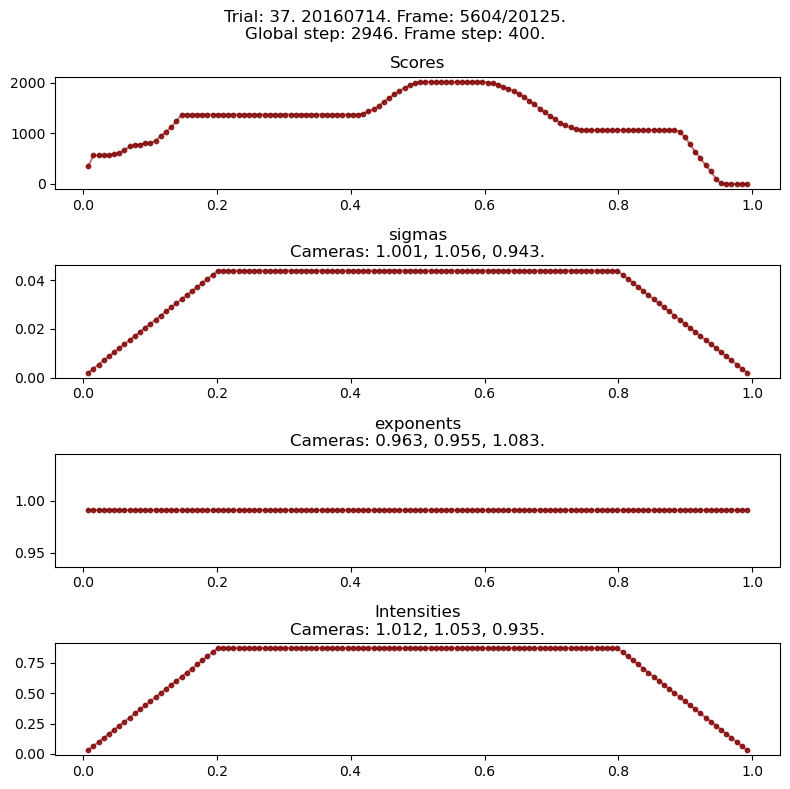 Trial: 37. 20160714. Frame: 5604/20125.
Global step: 2946. Frame step: 400.
Scores
2000
1000
0
0.0 0.2 0.4 0.6 0.8 1.0
sigmas
Cameras: 1.001, 1.056, 0.943.
0.04
0.02
0.00
0.0 0.2 0.4 0.6 0.8 1.0
exponents
Cameras: 0.963, 0.955, 1.083.
1.00
0.95
0.0 0.2 0.4 0.6 0.8 1.0
Intensities
Cameras: 1.012, 1.053, 0.935.
0.75
0.50
0.25
0.00
0.0 0.2 0.4 0.6 0.8 1.0